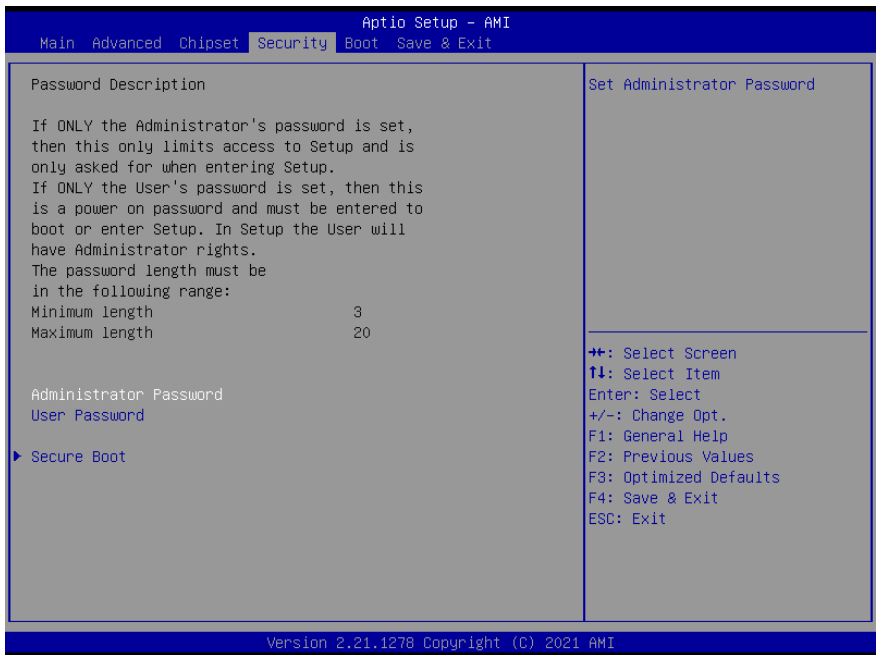 Aptio Setup - AMI
Main Advanced Chipset Security Boot Save & Exit
Password Description
If ONLY the Administrator's password is set,
then this only limits access to Setup and is
only asked for when entering Setup.
If ONLY the User's password is set, then this
is a power on password and must be entered to
boot or enter Setup. In Setup the User will
have Administrator rights.
The password length must be
in the following range:
Minimum length 3
Maximum length 20
Administrator Password
User Password
Secure Boot
Set Administrator Password
→←: Select Screen
↑↓: Select Item
Enter: Select
+/-: Change Opt.
F1: General Help
F2: Previous Values
F3: Optimized Defaults
F4: Save & Exit
ESC: Exit
Version 2.21.1278 Copyright (C) 2021 AMI